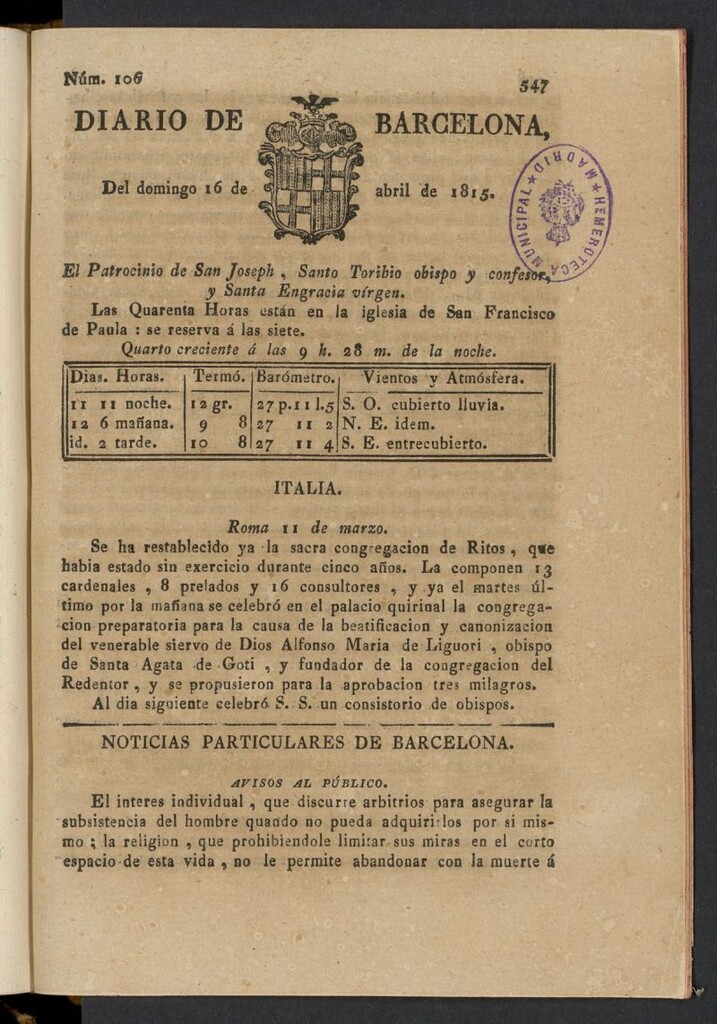 Núm. 106
547
DIARIO DE BARCELONA,
Del domingo 16 de abril de 1815.
HEMEROTECA MUNICIPAL ★ MADRID ★
El Patrocinio de San Joseph , Santo Toribio obispo y confesor,
y Santa Engracia vírgen.
Las Quarenta Horas están en la iglesia de San Francisco
de Paula : se reserva á las siete.
Quarto creciente á las 9 h. 28 m. de la noche.
Dias. Horas. Termó. Barómetro. Vientos y Atmósfera.
11 11 noche. 12 gr. 27 p. 11 l. 5 S. O. cubierto lluvia.
12 6 mañana. 9 8 27 11 2 N. E. idem.
id. 2 tarde. 10 8 27 11 4 S. E. entrecubierto.
ITALIA.
Roma 11 de marzo.
Se ha restablecido ya la sacra congregacion de Ritos , que
habia estado sin exercicio durante cinco años. La componen 13
cardenales , 8 prelados y 16 consultores , y ya el martes úl-
timo por la mañana se celebró en el palacio quirinal la congrega-
cion preparatoria para la causa de la beatificacion y canonizacion
del venerable siervo de Dios Alfonso Maria de Liguori , obispo
de Santa Agata de Goti , y fundador de la congregacion del
Redentor , y se propusieron para la aprobacion tres milagros.
Al dia siguiente celebró S. S. un consistorio de obispos.
NOTICIAS PARTICULARES DE BARCELONA.
AVISOS AL PÚBLICO.
El interes individual , que discurre arbitrios para asegurar la
subsistencia del hombre quando no pueda adquirirlos por si mis-
mo ; la religion , que prohibiendole limitar sus miras en el corto
espacio de esta vida , no le permite abandonar con la muerte á